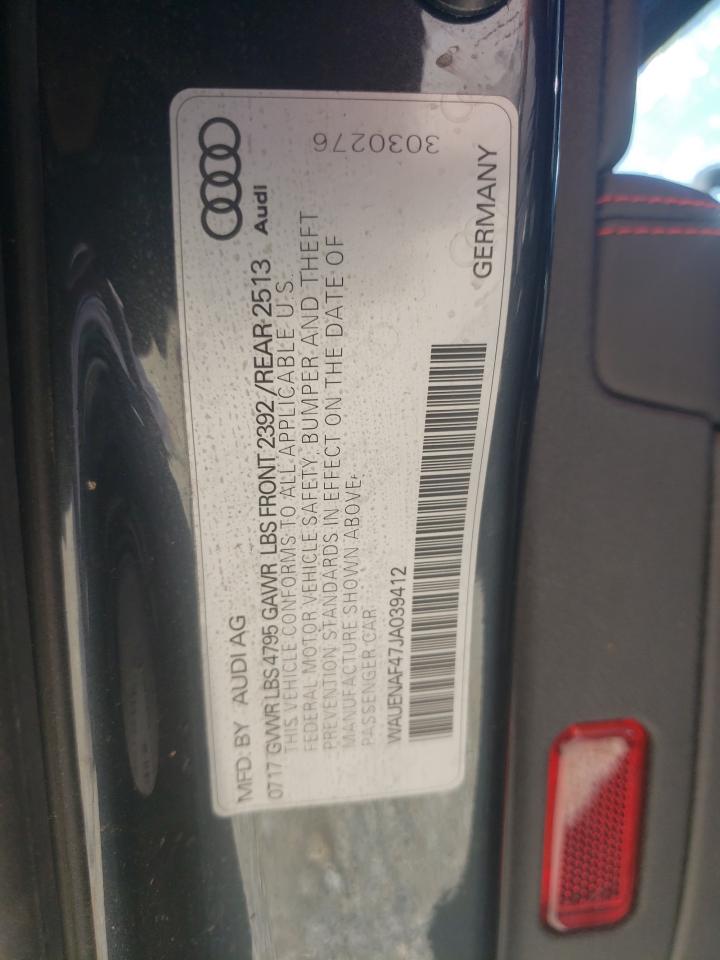 MFD: BY AUDI AG
Audi
0717 GVWR LBS 4795 GAWR LBS FRONT 2392 / REAR 2513
THIS VEHICLE CONFORMS TO ALL APPLICABLE U S.
FEDERAL MOTOR VEHICLE SAFETY, BUMPER AND THEFT
PREVENTION STANDARDS IN EFFECT ON THE DATE OF
MANUFACTURE SHOWN ABOVE.
PASSENGER CAR
WAUENAF47JA039412
GERMANY
3030276